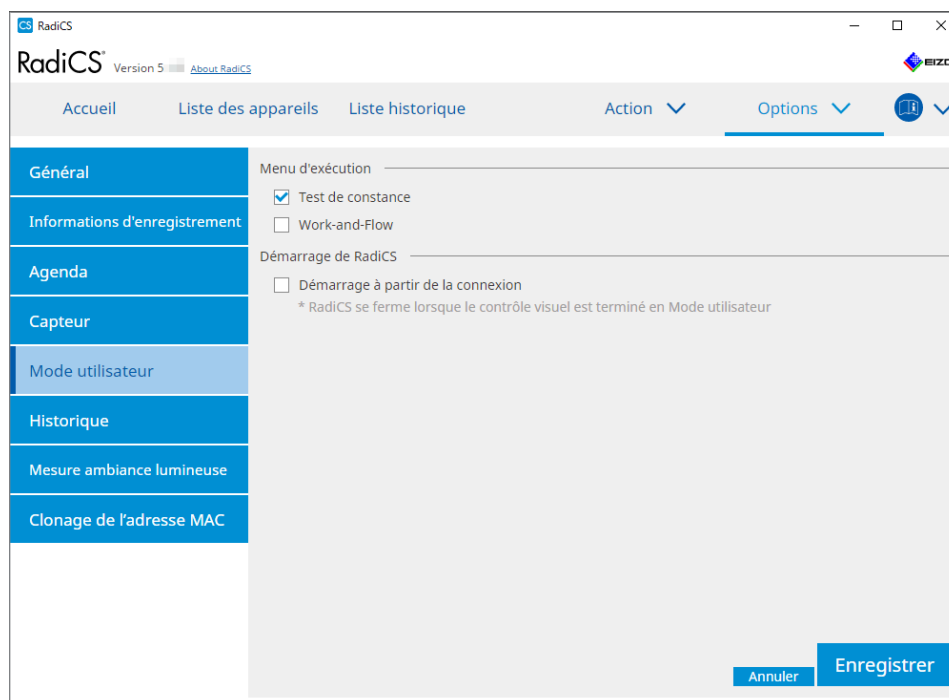 CS RadiCS
RadiCS Version 5 About RadiCS
EIZO
Accueil Liste des appareils Liste historique Action Options
Général
Informations d'enregistrement
Agenda
Capteur
Mode utilisateur
Historique
Mesure ambiance lumineuse
Clonage de l’adresse MAC
Menu d'exécution
Test de constance
Work-and-Flow
Démarrage de RadiCS
Démarrage à partir de la connexion
* RadiCS se ferme lorsque le contrôle visuel est terminé en Mode utilisateur
Annuler Enregistrer